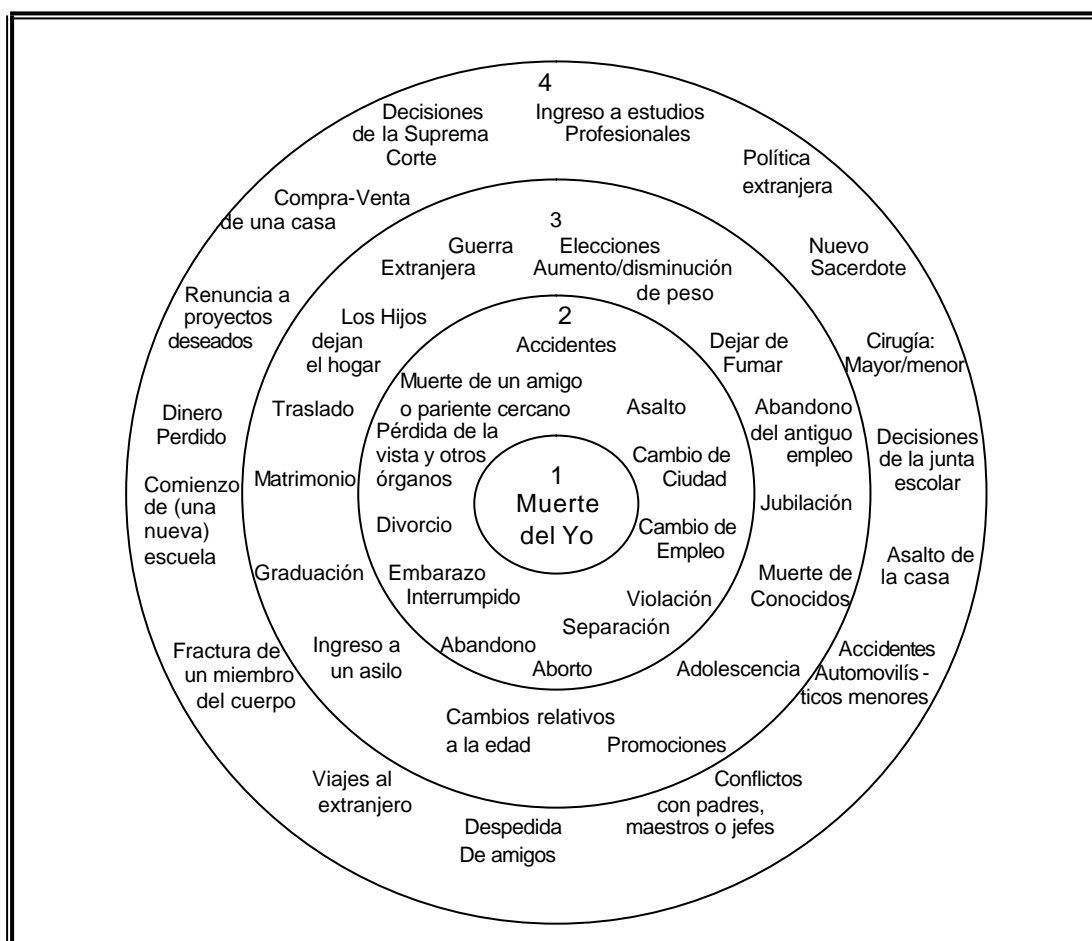 4
Decisiones
de la Suprema
Corte
Ingreso a estudios
Profesionales
Política
extranjera
Compra-Venta
de una casa
Nuevo
Sacerdote
Renuncia a
proyectos
deseados
Cirugía:
Mayor/menor
Dinero
Perdido
Decisiones
de la junta
escolar
Comienzo
de (una
nueva)
escuela
Asalto de
la casa
Fractura de
un miembro
del cuerpo
Accidentes
Automovilís -
ticos menores
Viajes al
extranjero
Despedida
De amigos
Conflictos
con padres,
maestros o jefes
3
Guerra
Extranjera
Elecciones
Aumento/disminución
de peso
Los Hijos
dejan
el hogar
Dejar de
Fumar
Traslado
Abandono
del antiguo
empleo
Matrimonio
Jubilación
Graduación
Muerte de
Conocidos
Ingreso a
un asilo
Adolescencia
Cambios relativos
a la edad
Promociones
2
Accidentes
Muerte de un amigo
o pariente cercano
Asalto
Pérdida de la
vista y otros
órganos
Cambio de
Ciudad
Divorcio
Cambio de
Empleo
Embarazo
Interrumpido
Violación
Separación
Abandono
Aborto
1
Muerte
del Yo